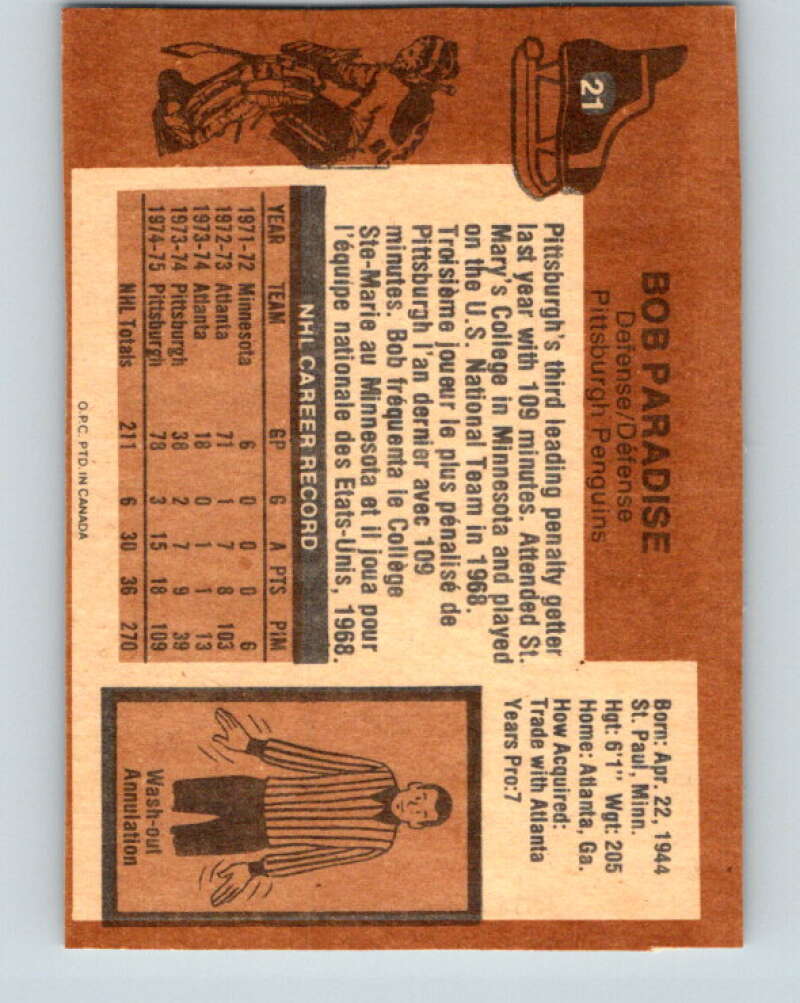 21
BOB PARADISE
Defense/Défense
Pittsburgh Penguins
Born: Apr. 22, 1944
St. Paul, Minn.
Hgt: 6'1" Wgt: 205
Home: Atlanta, Ga.
How Acquired:
Trade with Atlanta
Years Pro:7
Pittsburgh's third leading penalty getter
last year with 109 minutes. Attended St.
Mary's College in Minnesota and played
on the U.S. National Team in 1968.
Troisième joueur le plus pénalisé de
Pittsburgh l'an dernier avec 109
minutes. Bob fréquenta le Collège
Ste-Marie au Minnesota et il joua pour
l'équipe nationale des Etats-Unis, 1968.
NHL CAREER RECORD
YEAR TEAM GP G A PTS PIM
1971-72 Minnesota 6 0 0 0 6
1972-73 Atlanta 71 1 7 8 103
1973-74 Atlanta 18 0 1 1 13
1973-74 Pittsburgh 38 2 7 9 39
1974-75 Pittsburgh 78 3 15 18 109
NHL Totals 211 6 30 36 270
Wash-out
Annulation
O.P.C. PTD. IN CANADA